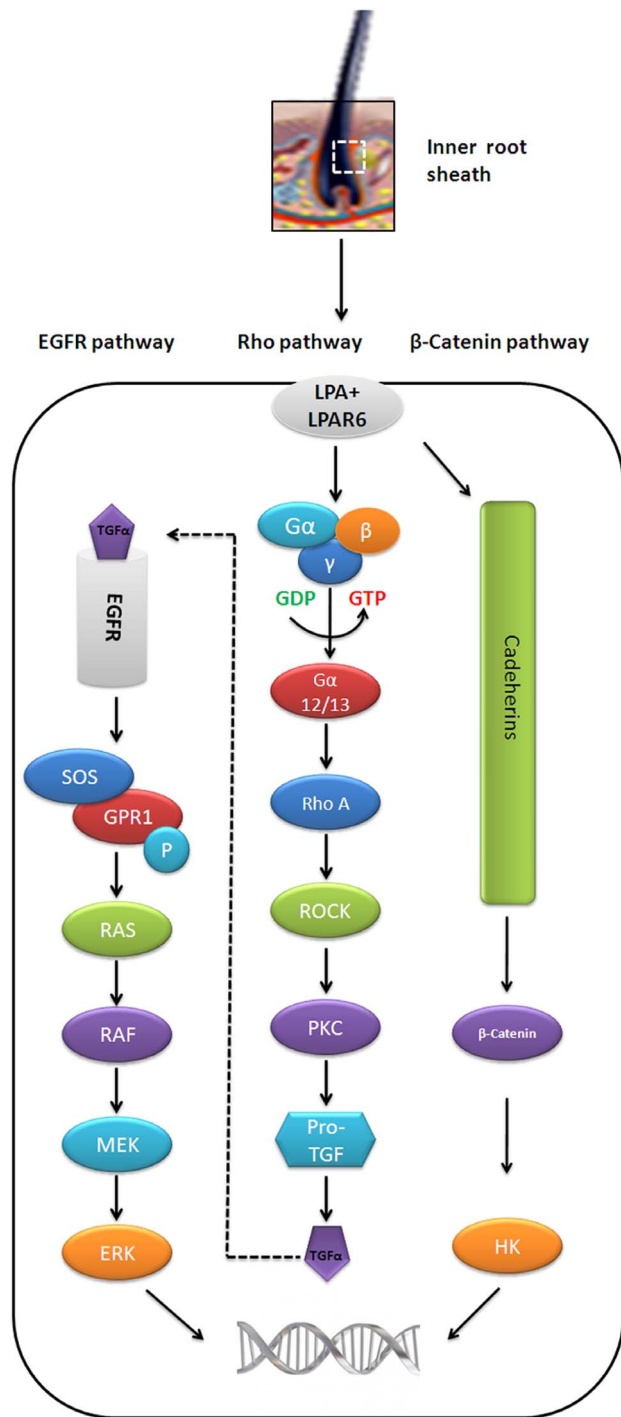 Inner root
sheath
EGFR pathway
Rho pathway
β-Catenin pathway
LPA+
LPAR6
TGFα
EGFR
SOS
GPR1
P
RAS
RAF
MEK
ERK
Gα
β
γ
GDP
GTP
Gα
12/13
Rho A
ROCK
PKC
Pro-
TGF
TGFα
Cadeherins
β-Catenin
HK